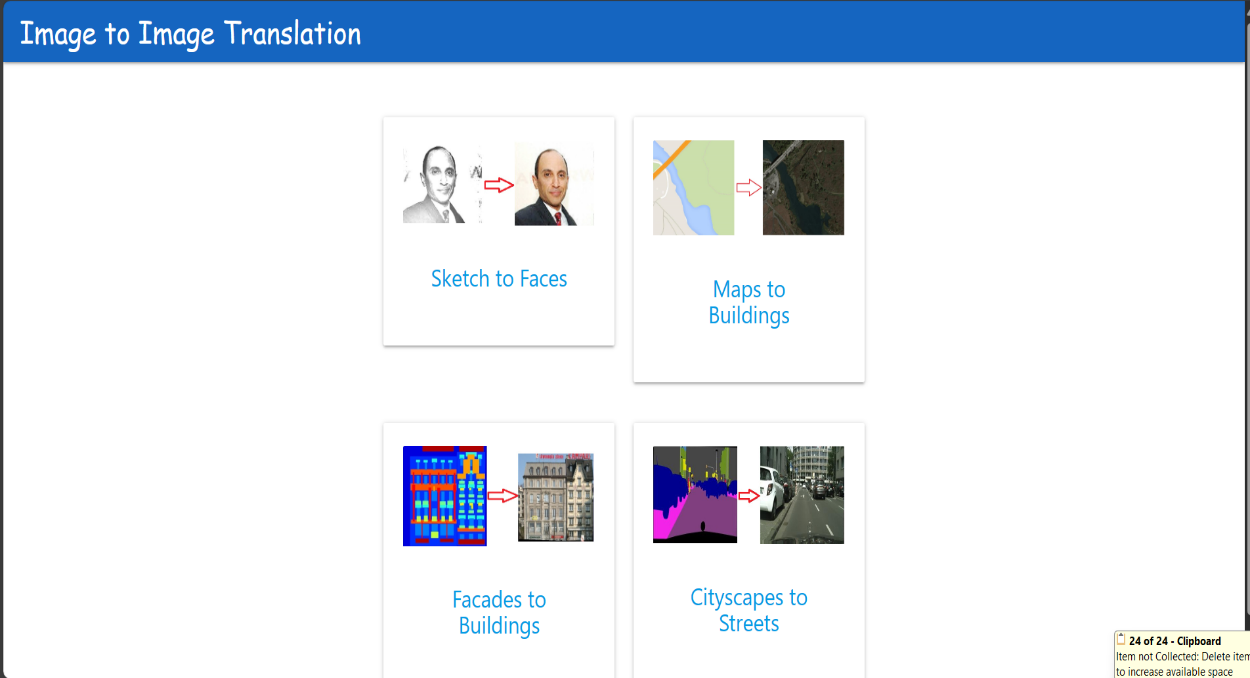 Image to Image Translation
Sketch to Faces
Maps to
Buildings
Facades to
Buildings
Cityscapes to
Streets
24 of 24 - Clipboard
Item not Collected: Delete item
to increase available space